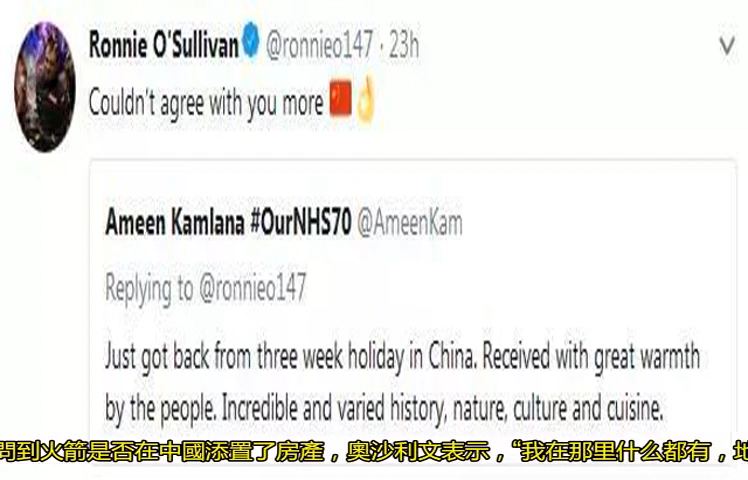 Ronnie O'Sullivan @ronnieo147 · 23h
Couldn't agree with you more 🇨🇳👌
Ameen Kamlana #OurNHS70 @AmeenKam
Replying to @ronnieo147
Just got back from three week holiday in China. Received with great warmth
by the people. Incredible and varied history, nature, culture and cuisine.
問到火箭是否在中國添置了房產，奧沙利文表示，“我在那里什么都有，地